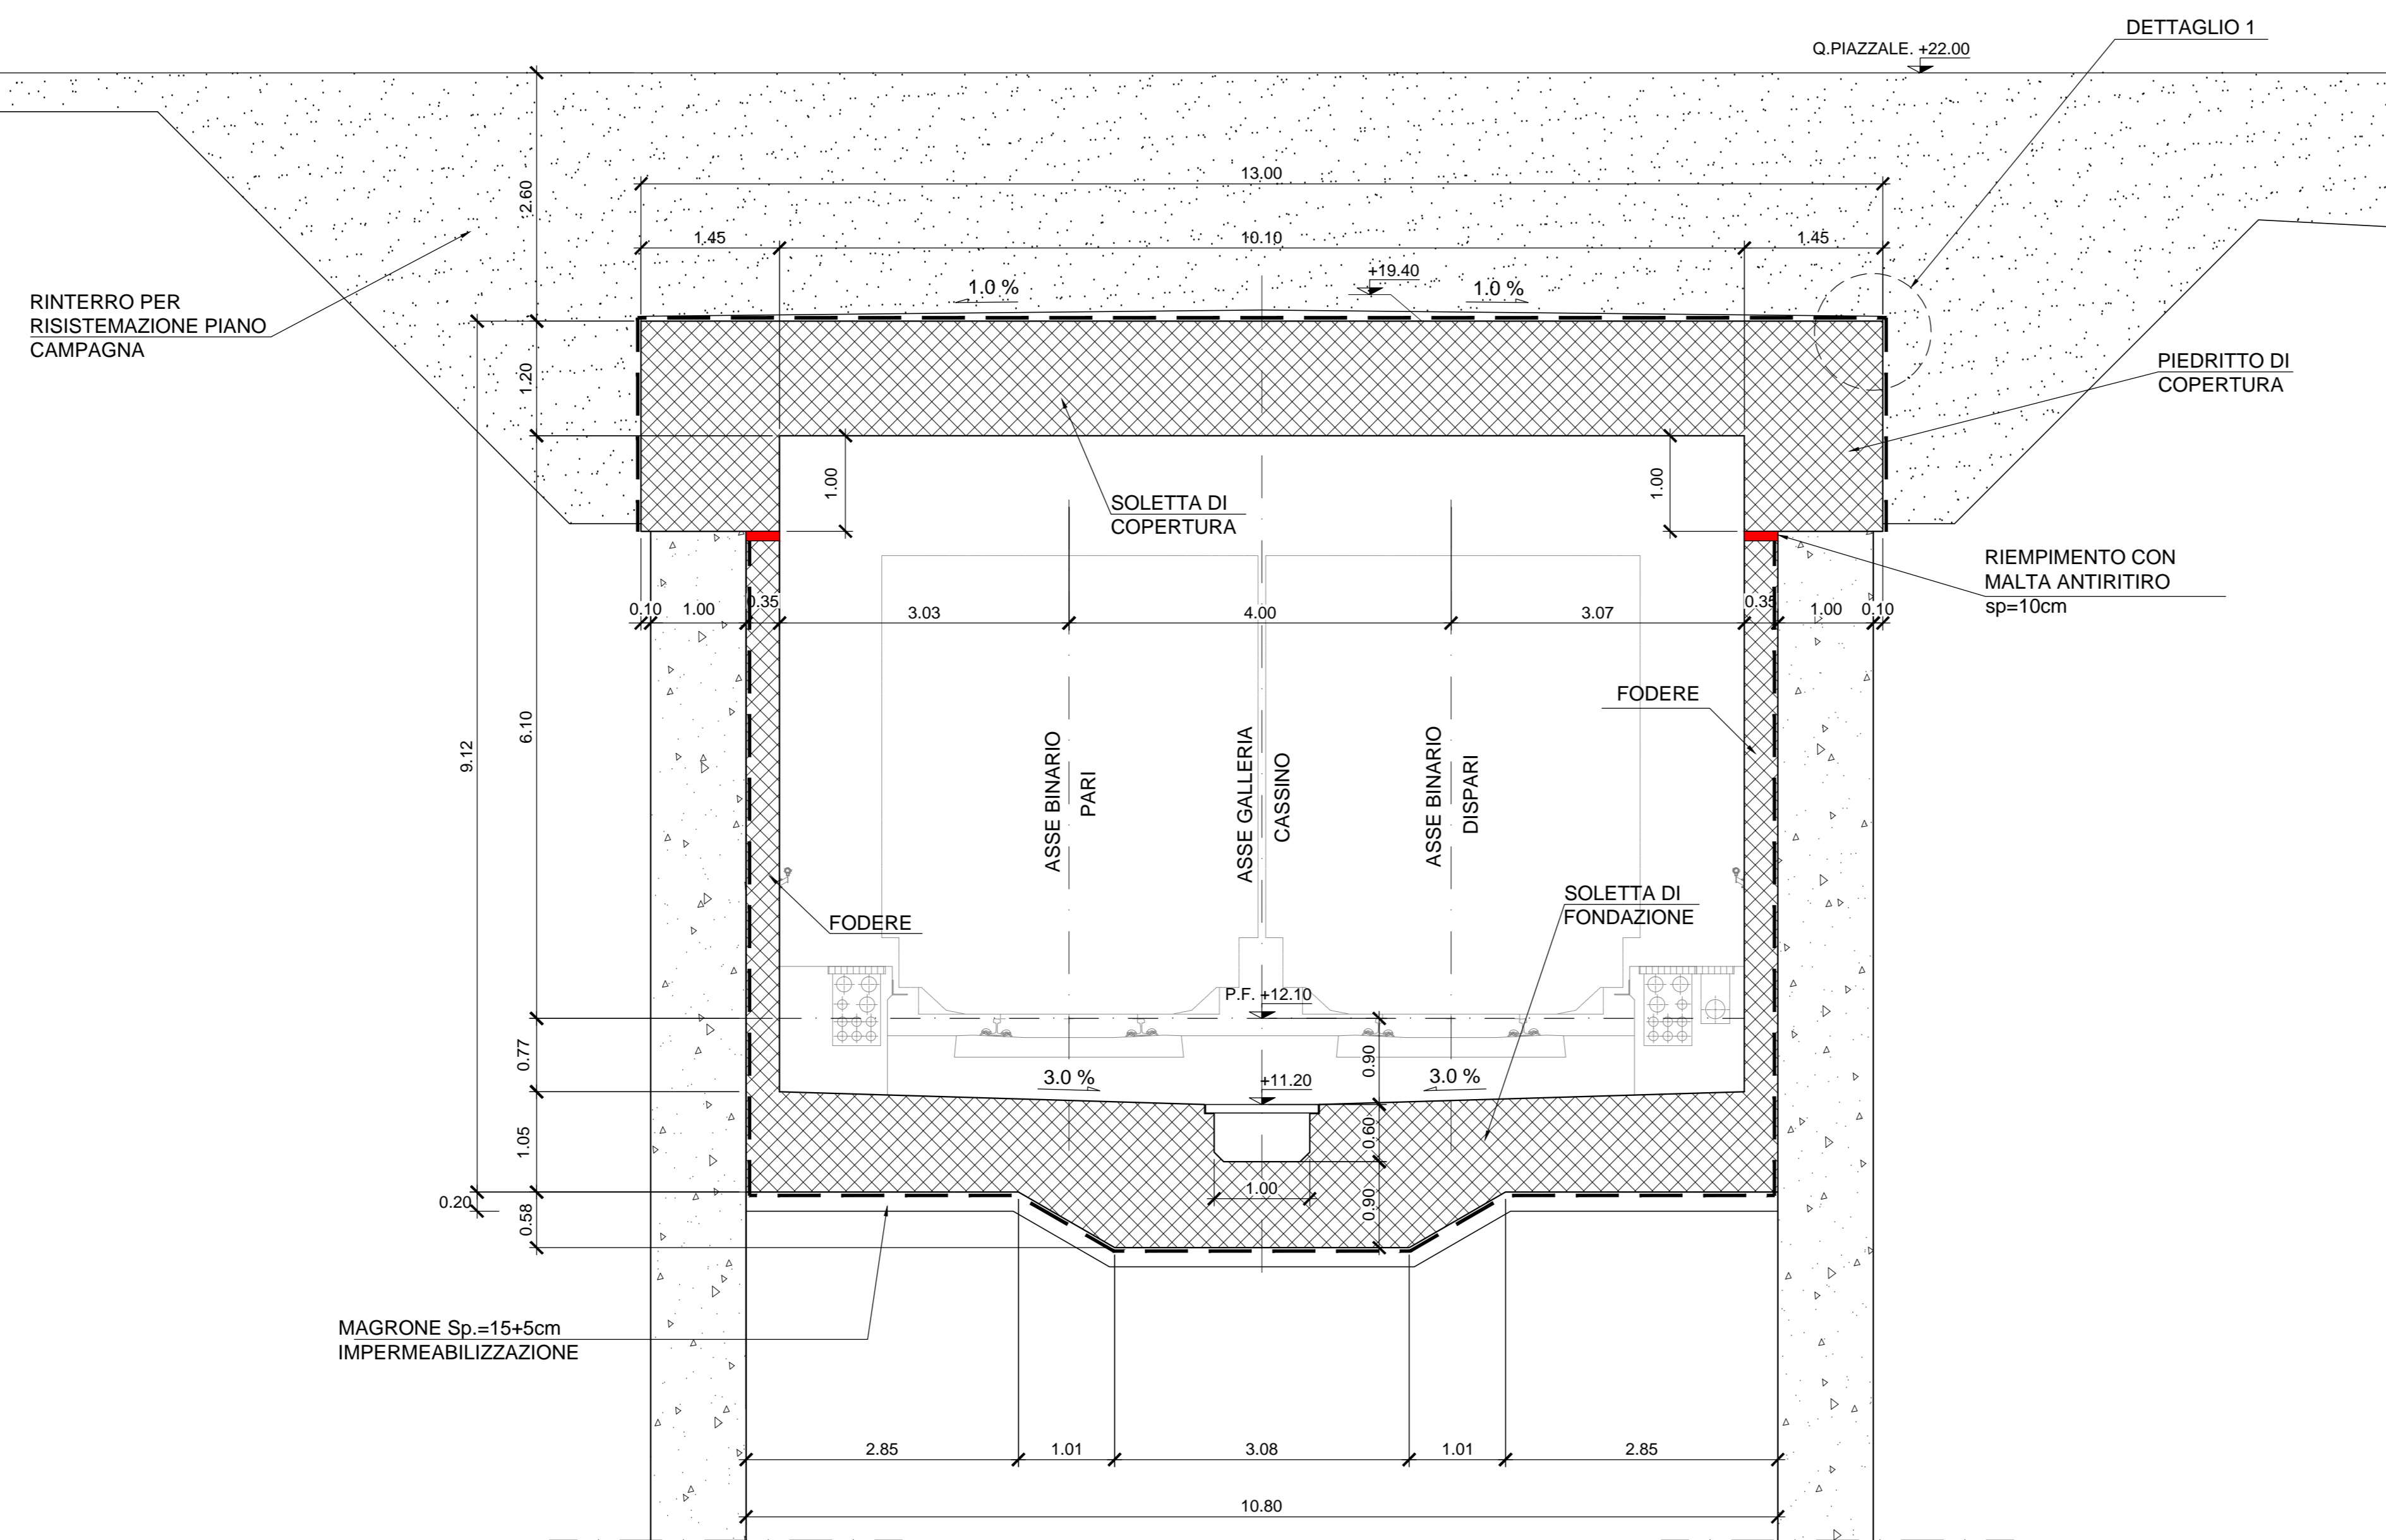 DETTAGLIO 1
Q.PIAZZALE. +22.00
2.60
13.00
1.45
10.10
1.45
+19.40
1.0 %
1.0 %
RINTERRO PER
RISISTEMAZIONE PIANO
CAMPAGNA
1.20
PIEDRITTO DI
COPERTURA
1.00
1.00
SOLETTA DI
COPERTURA
RIEMPIMENTO CON
MALTA ANTIRITIRO
sp=10cm
0.10
1.00
0.35
3.03
4.00
3.07
0.35
1.00
0.10
FODERE
9.12
6.10
ASSE BINARIO
PARI
ASSE GALLERIA
CASSINO
ASSE BINARIO
DISPARI
SOLETTA DI
FONDAZIONE
FODERE
P.F. +12.10
0.77
0.90
3.0 %
+11.20
3.0 %
1.05
0.60
0.20
0.58
1.00
0.90
MAGRONE Sp.=15+5cm
IMPERMEABILIZZAZIONE
2.85
1.01
3.08
1.01
2.85
10.80